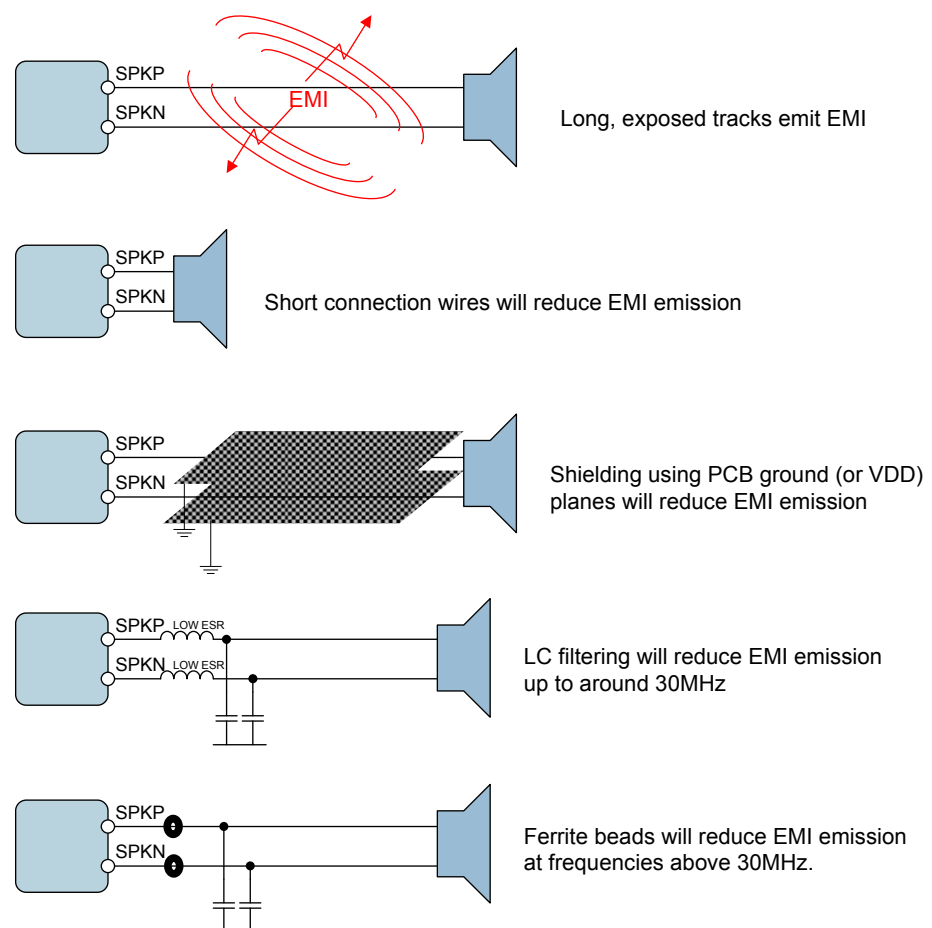 SPKP
SPKN
EMI
Long, exposed tracks emit EMI
SPKP
SPKN
Short connection wires will reduce EMI emission
SPKP
SPKN
Shielding using PCB ground (or VDD)
planes will reduce EMI emission
SPKP LOW ESR
SPKN LOW ESR
LC filtering will reduce EMI emission
up to around 30MHz
SPKP
SPKN
Ferrite beads will reduce EMI emission
at frequencies above 30MHz.